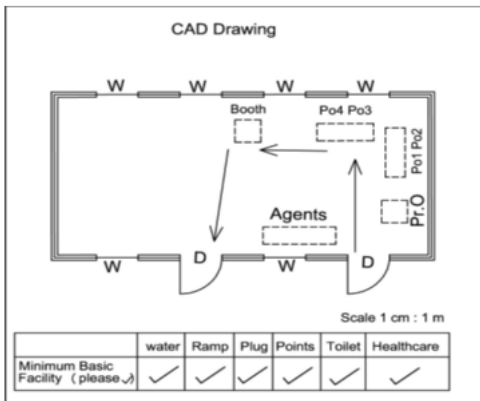 CAD Drawing
W W W W
Booth
Po4 Po3
Po1 Po2
Pr.O
Agents
D
D
W
W
Scale 1 cm : 1 m
water Ramp Plug Points Toilet Healthcare
Minimum Basic
Facility ( please ✓) ✓ ✓ ✓ ✓ ✓ ✓